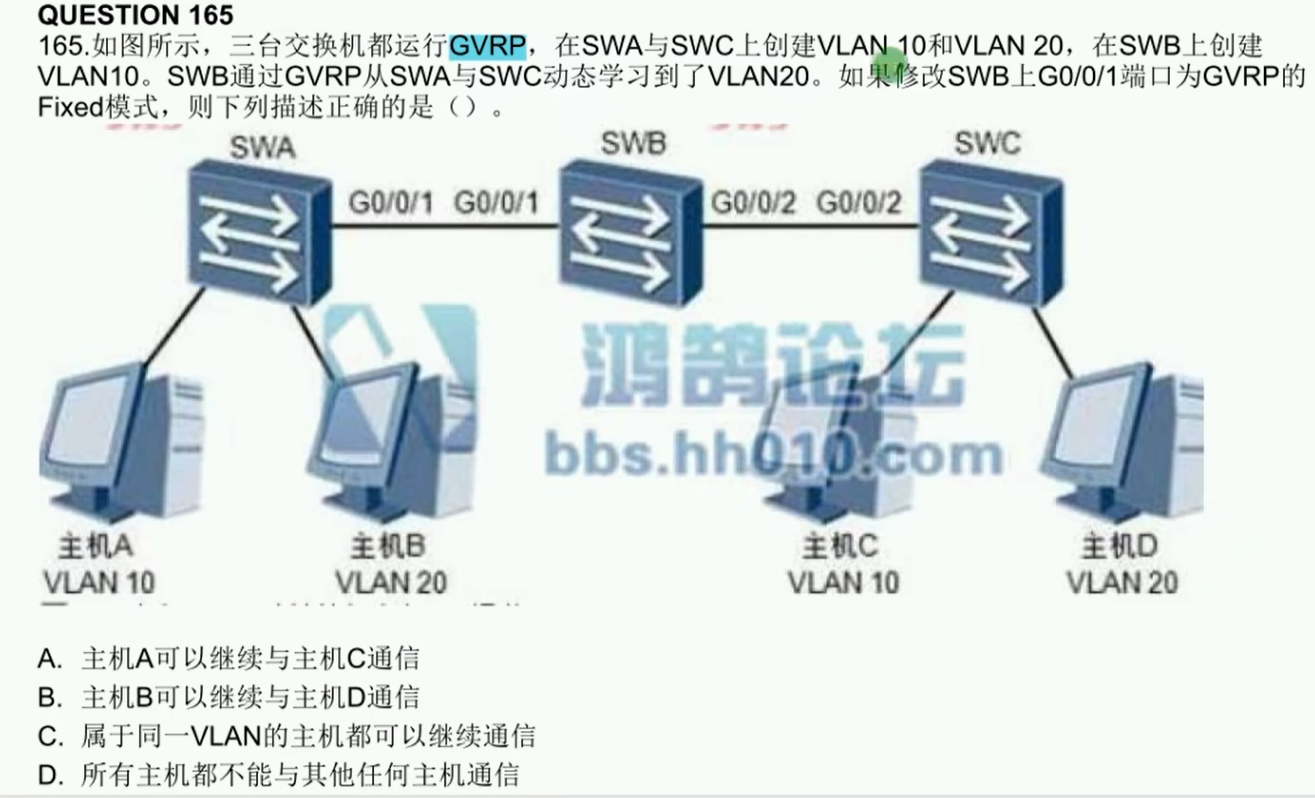 QUESTION 165
165.如图所示，三台交换机都运行GVRP，在SWA与SWC上创建VLAN 10和VLAN 20，在SWB上创建
VLAN10。SWB通过GVRP从SWA与SWC动态学习到了VLAN20。如果修改SWB上G0/0/1端口为GVRP的
Fixed模式，则下列描述正确的是（）。
SWA SWB SWC
G0/0/1 G0/0/1 G0/0/2 G0/0/2
鸿鹄论坛
bbs.hh010.com
主机A 主机B 主机C 主机D
VLAN 10 VLAN 20 VLAN 10 VLAN 20
A. 主机A可以继续与主机C通信
B. 主机B可以继续与主机D通信
C. 属于同一VLAN的主机都可以继续通信
D. 所有主机都不能与其他任何主机通信